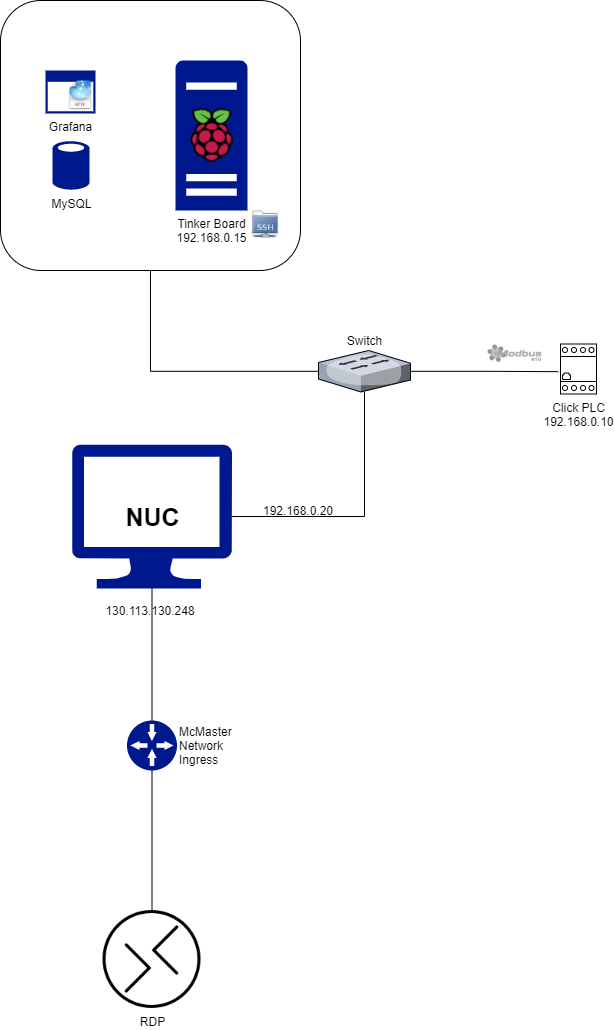 HTTP
Grafana
MySQL
Tinker Board
192.168.0.15
SSH
Switch
Modbus
RTU
Click PLC
192.168.0.10
NUC
192.168.0.20
130.113.130.248
McMaster
Network
Ingress
RDP